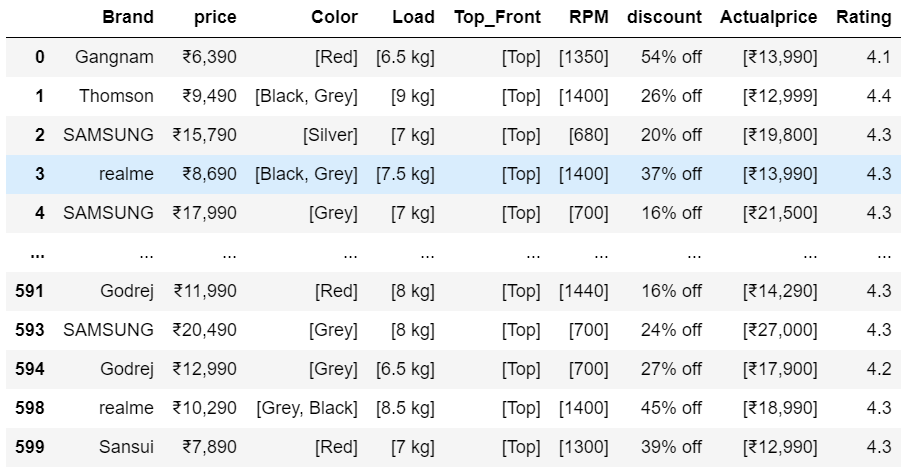 Brand price Color Load Top_Front RPM discount Actualprice Rating
0 Gangnam ₹6,390 [Red] [6.5 kg] [Top] [1350] 54% off [₹13,990] 4.1
1 Thomson ₹9,490 [Black, Grey] [9 kg] [Top] [1400] 26% off [₹12,999] 4.4
2 SAMSUNG ₹15,790 [Silver] [7 kg] [Top] [680] 20% off [₹19,800] 4.3
3 realme ₹8,690 [Black, Grey] [7.5 kg] [Top] [1400] 37% off [₹13,990] 4.3
4 SAMSUNG ₹17,990 [Grey] [7 kg] [Top] [700] 16% off [₹21,500] 4.3
... ... ... ... ... ... ... ... ... ...
591 Godrej ₹11,990 [Red] [8 kg] [Top] [1440] 16% off [₹14,290] 4.3
593 SAMSUNG ₹20,490 [Grey] [8 kg] [Top] [700] 24% off [₹27,000] 4.3
594 Godrej ₹12,990 [Grey] [6.5 kg] [Top] [700] 27% off [₹17,900] 4.2
598 realme ₹10,290 [Grey, Black] [8.5 kg] [Top] [1400] 45% off [₹18,990] 4.3
599 Sansui ₹7,890 [Red] [7 kg] [Top] [1300] 39% off [₹12,990] 4.3